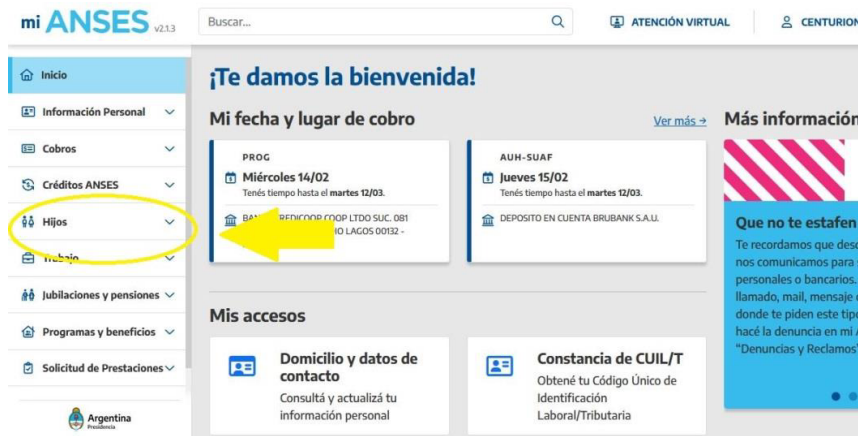 mi ANSES v2.1.3
Buscar...
ATENCIÓN VIRTUAL
CENTURION
Inicio
Información Personal
Cobros
Créditos ANSES
Hijos
Trabajo
Jubilaciones y pensiones
Programas y beneficios
Solicitud de Prestaciones
Argentina
Presidencia
¡Te damos la bienvenida!
Mi fecha y lugar de cobro
Ver más →
PROG
Miércoles 14/02
Tenés tiempo hasta el martes 12/03.
COOP LTDO SUC. 081
LAGOS 00132 -
AUH-SUAF
Jueves 15/02
Tenés tiempo hasta el martes 12/03.
DEPOSITO EN CUENTA BRUBANK S.A.U.
Mis accesos
Domicilio y datos de
contacto
Consultá y actualizá tu
información personal
Constancia de CUIL/T
Obtené tu Código Único de
Identificación
Laboral/Tributaria
Más información
Que no te estafen
Te recordamos que
nos comunicamos para
personales o bancarios.
llamado, mail, mensaje
donde te piden este
hacé la denuncia en mi
"Denuncias y Reclamos"